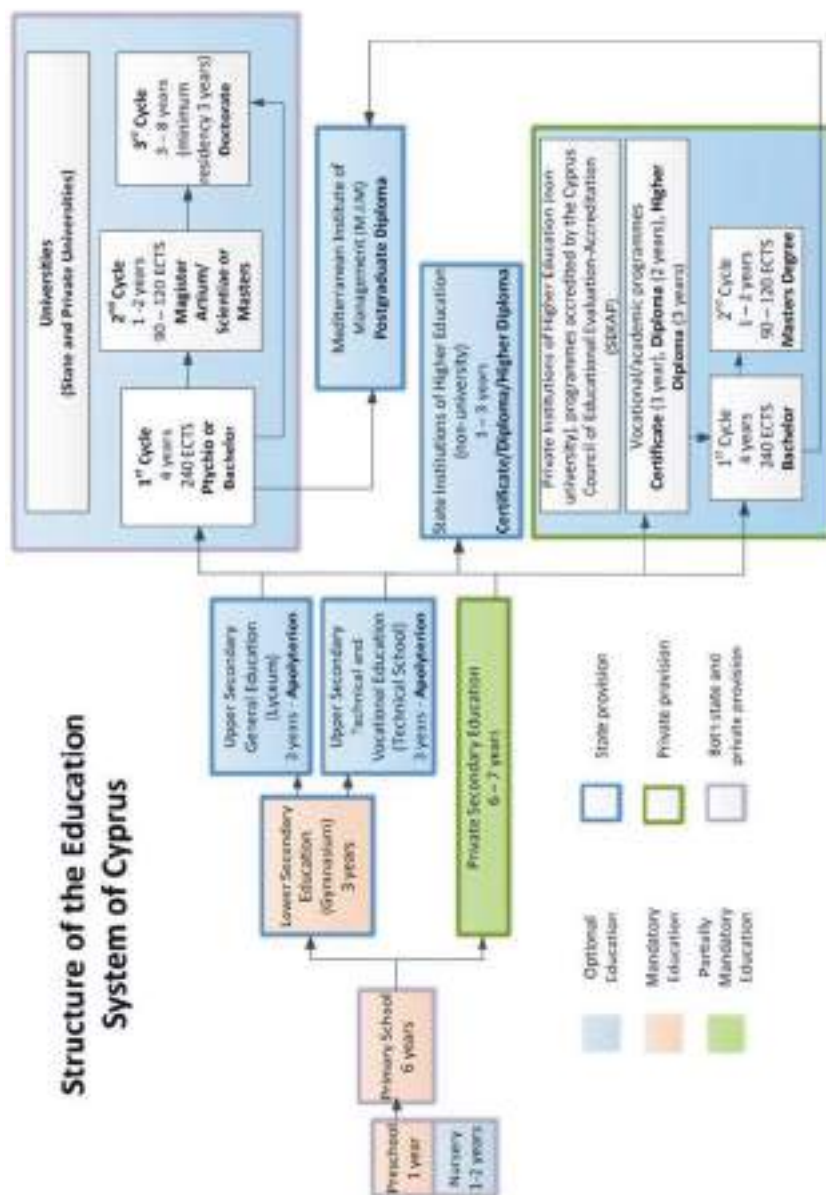 Structure of the Education
System of Cyprus
Preschool
1 year
Nursery
1-2 years
Primary School
6 years
Lower Secondary
Education
(Gymnasium)
3 years
Upper Secondary
General Education
(Lyceum)
3 years - Apolyterion
Upper Secondary
Technical and
Vocational Education
(Technical School)
3 years - Apolyterion
Private Secondary Education
6 – 7 years
Universities
(State and Private Universities)
1st Cycle
4 years
240 ECTS
Ptychio or
Bachelor
2nd Cycle
1 -2 years
90 – 120 ECTS
Magister
Artium/
Scientiae or
Masters
3rd Cycle
3 – 8 years
(minimum
residency 3 years)
Doctorate
Mediterranean Institute of
Management (M.I.M)
Postgraduate Diploma
State Institutions of Higher Education
(non-university)
1 – 3 years
Certificate/Diploma/Higher Diploma
Private Institutions of Higher Education (non-
university), programmes accredited by the Cyprus
Council of Educational Evaluation-Accreditation
(SEKAP)
Vocational/academic programmes
Certificate (1 year), Diploma (2 years), Higher
Diploma (3 years)
1st Cycle
4 years
240 ECTS
Bachelor
2nd Cycle
1 – 2 years
90 – 120 ECTS
Masters Degree
Optional
Education
Mandatory
Education
Partially
Mandatory
Education
State provision
Private provision
Both state and
private provision